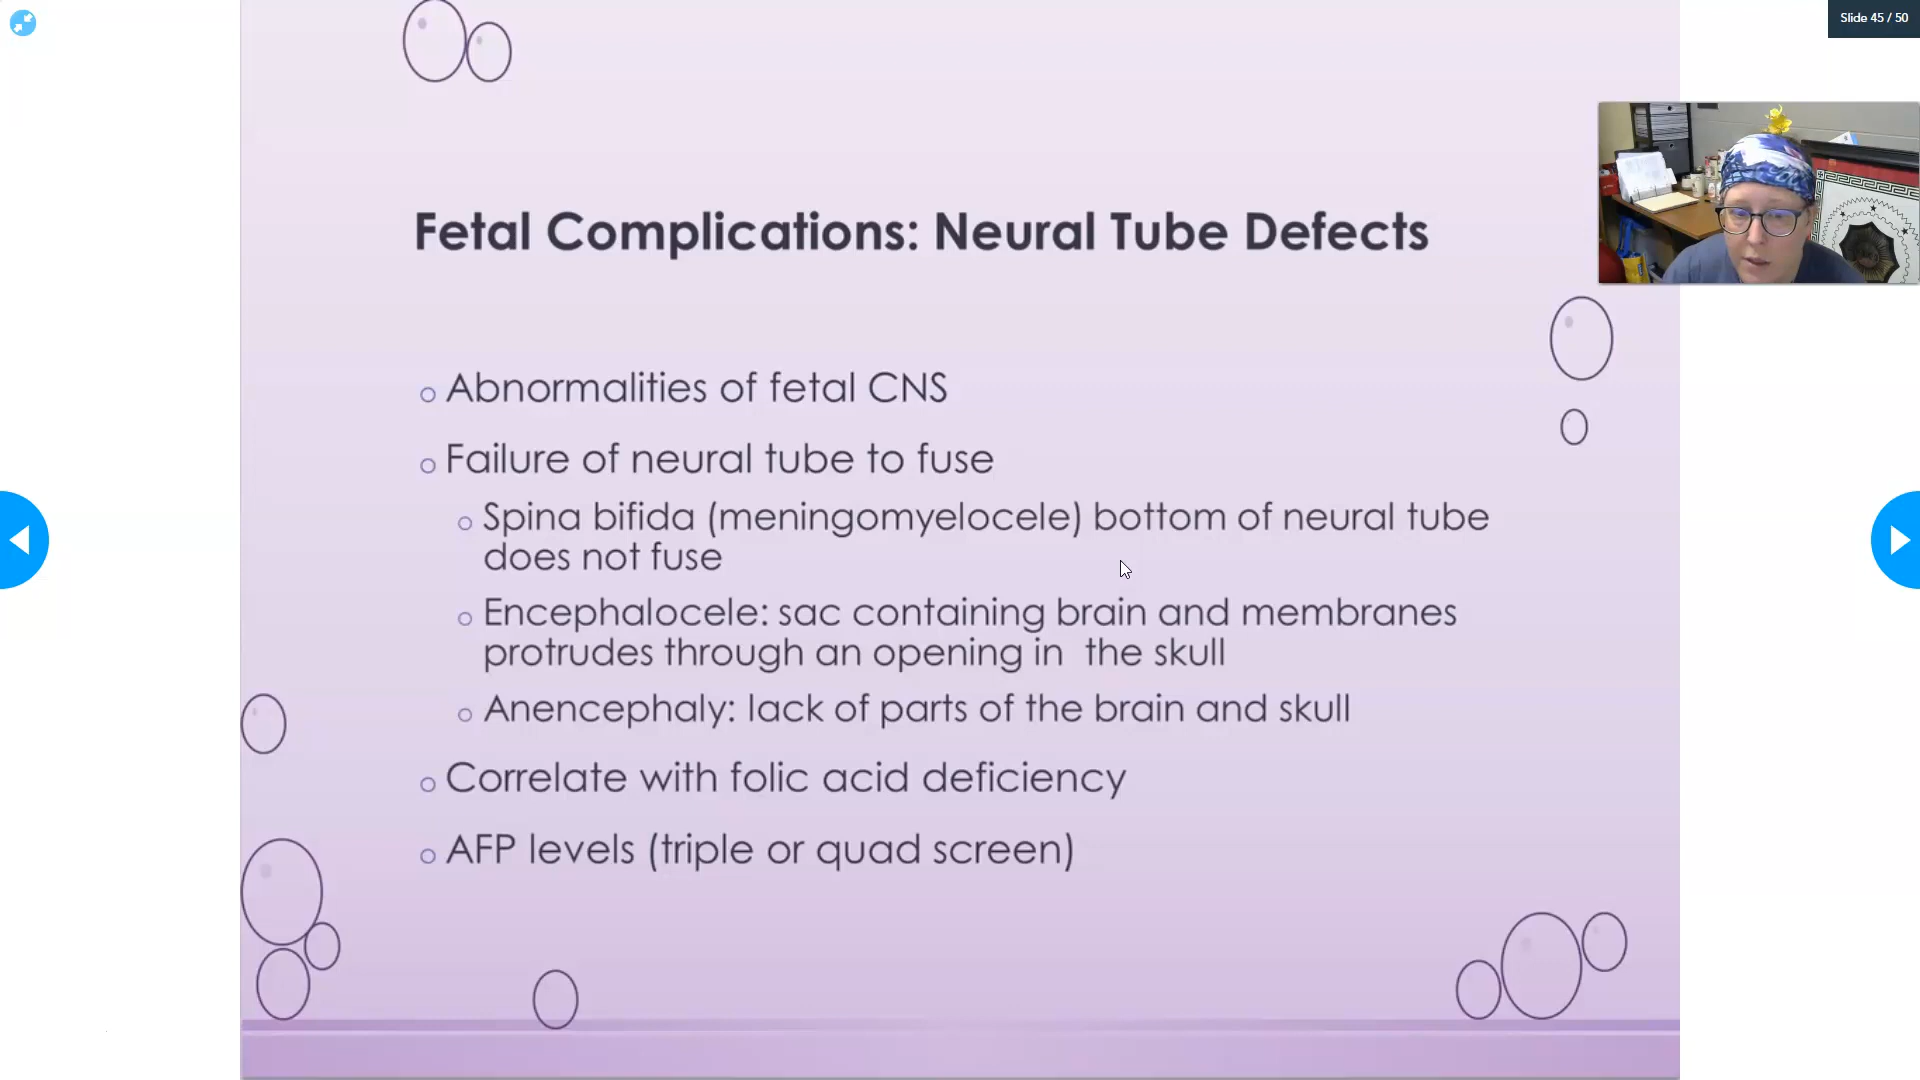 Slide 45 / 50
Fetal Complications: Neural Tube Defects
Abnormalities of fetal CNS
Failure of neural tube to fuse
Spina bifida (meningomyelocele) bottom of neural tube
does not fuse
Encephalocele: sac containing brain and membranes
protrudes through an opening in the skull
Anencephaly: lack of parts of the brain and skull
Correlate with folic acid deficiency
AFP levels (triple or quad screen)